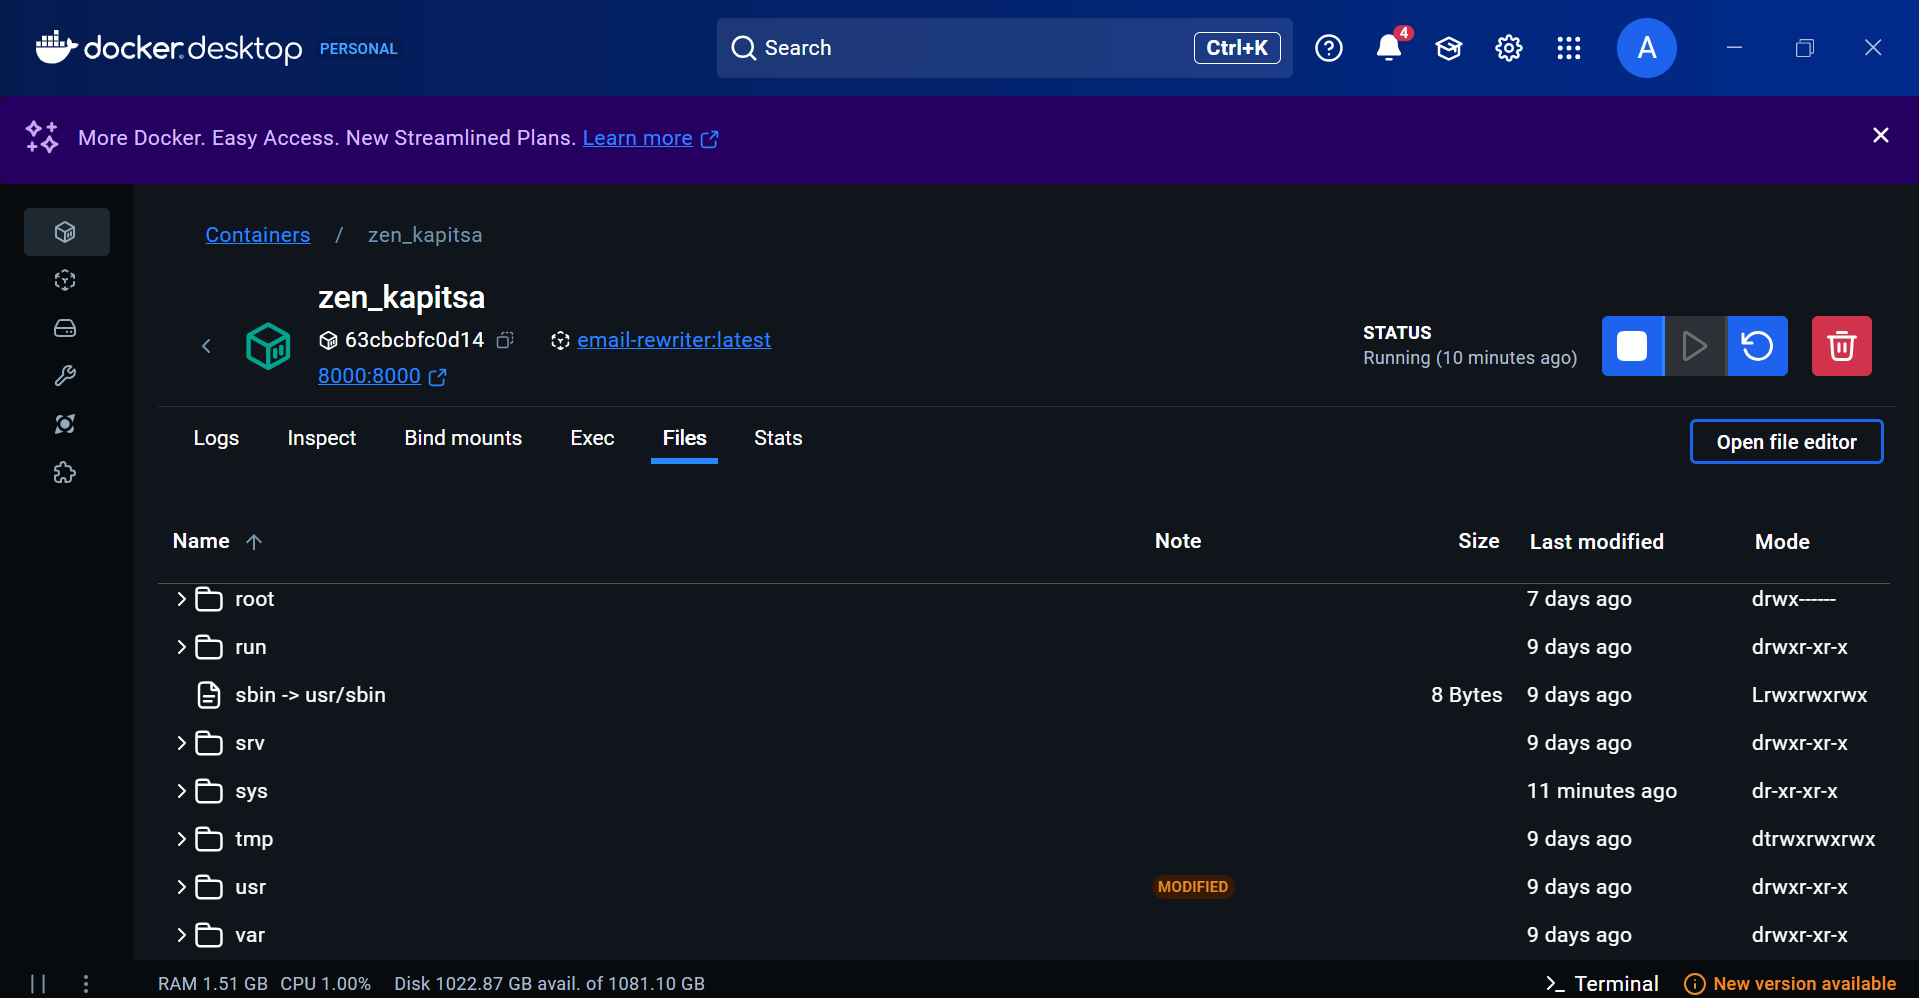 docker desktop PERSONAL
Search
Ctrl+K
4
A
More Docker. Easy Access. New Streamlined Plans. Learn more
Containers / zen_kapitsa
zen_kapitsa
63cbcbfc0d14 email-rewriter:latest
8000:8000
STATUS
Running (10 minutes ago)
Logs Inspect Bind mounts Exec Files Stats
Open file editor
Name Note Size Last modified Mode
root 7 days ago drwx------
run 9 days ago drwxr-xr-x
sbin -> usr/sbin 8 Bytes 9 days ago Lrwxrwxrwx
srv 9 days ago drwxr-xr-x
sys 11 minutes ago dr-xr-xr-x
tmp 9 days ago dtrwxrwxrwx
usr MODIFIED 9 days ago drwxr-xr-x
var 9 days ago drwxr-xr-x
RAM 1.51 GB CPU 1.00% Disk 1022.87 GB avail. of 1081.10 GB
Terminal
New version available